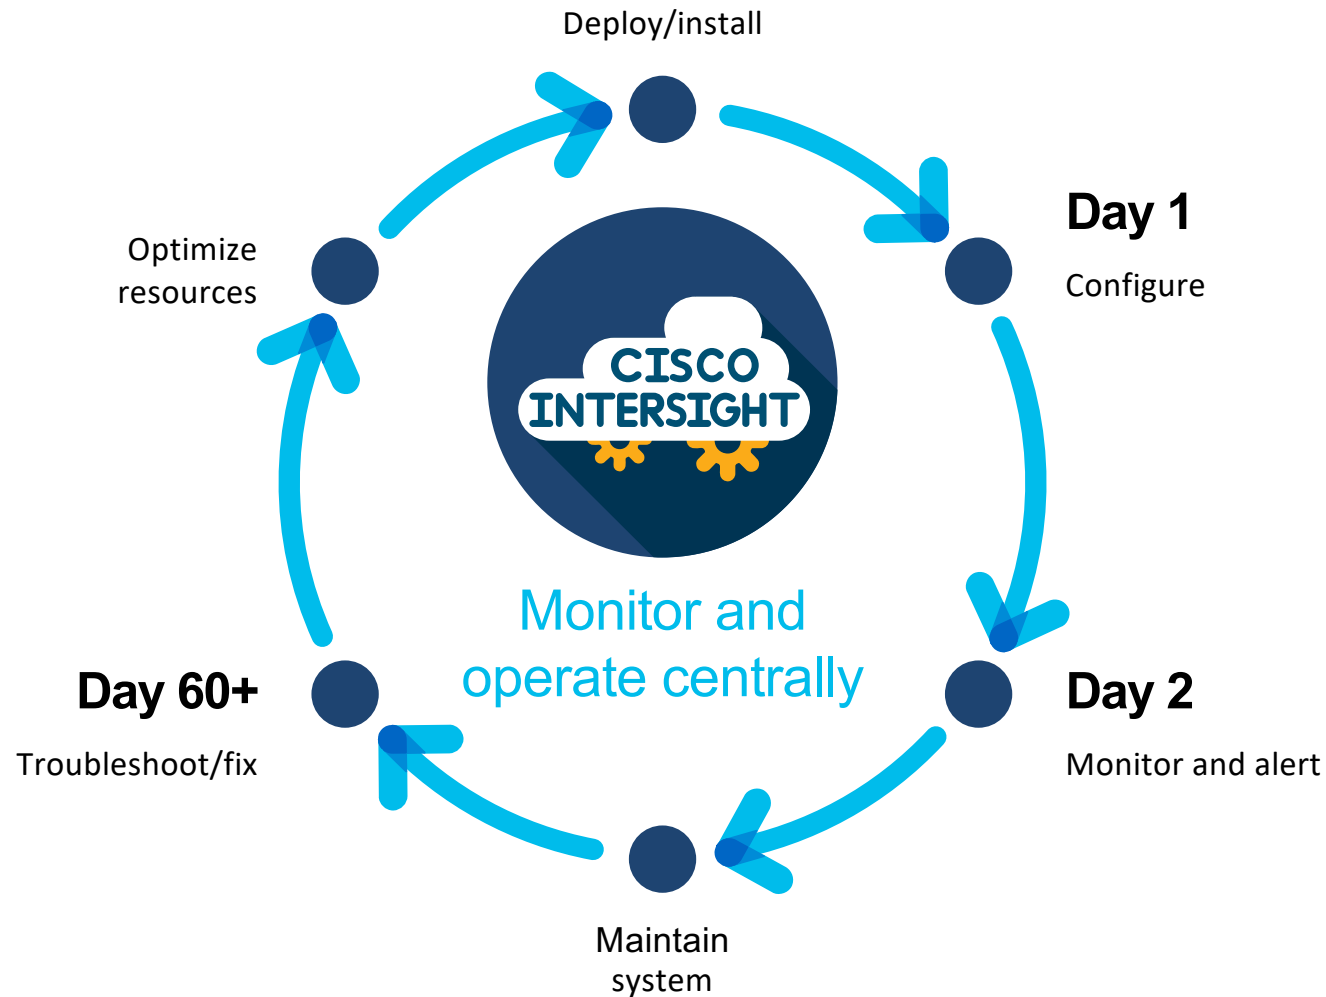 Deploy/install
Day 1
Configure
Optimize
resources
CISCO
INTERSIGHT
Monitor and
operate centrally
Day 2
Monitor and alert
Day 60+
Troubleshoot/fix
Maintain
system